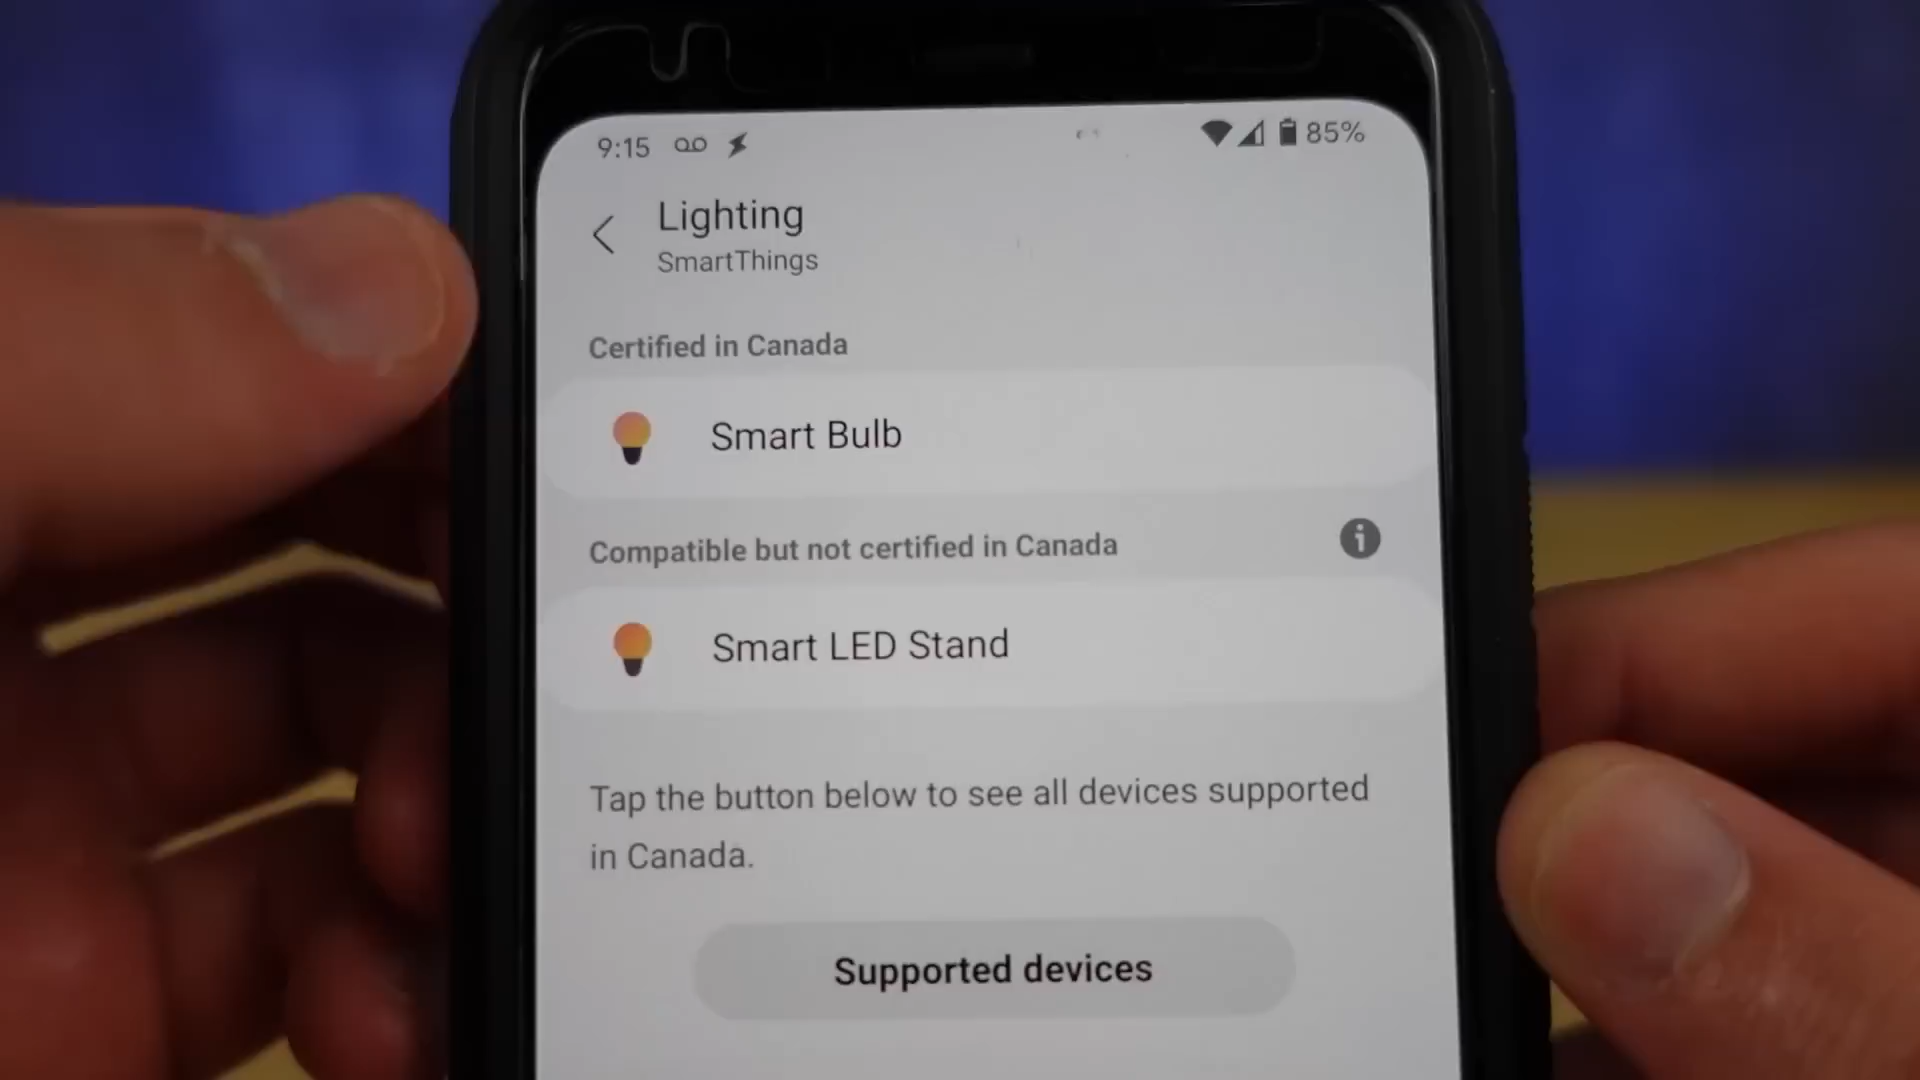 9:15 85%
Lighting
SmartThings
Certified in Canada
Smart Bulb
Compatible but not certified in Canada
Smart LED Stand
Tap the button below to see all devices supported
in Canada.
Supported devices